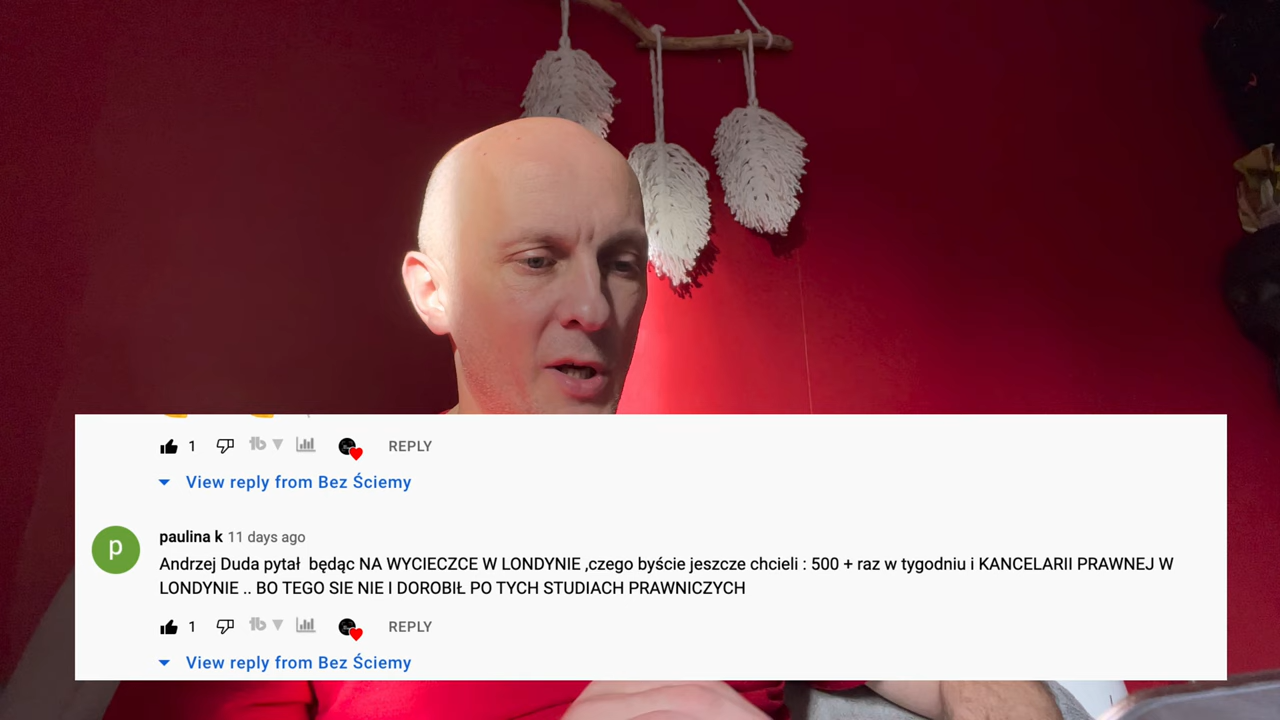 1 REPLY
View reply from Bez Ściemy
p
paulina k 11 days ago
Andrzej Duda pytał będąc NA WYCIECZCE W LONDYNIE ,czego byście jeszcze chcieli : 500 + raz w tygodniu i KANCELARII PRAWNEJ W
LONDYNIE .. BO TEGO SIE NIE I DOROBIŁ PO TYCH STUDIACH PRAWNICZYCH
1 REPLY
View reply from Bez Ściemy